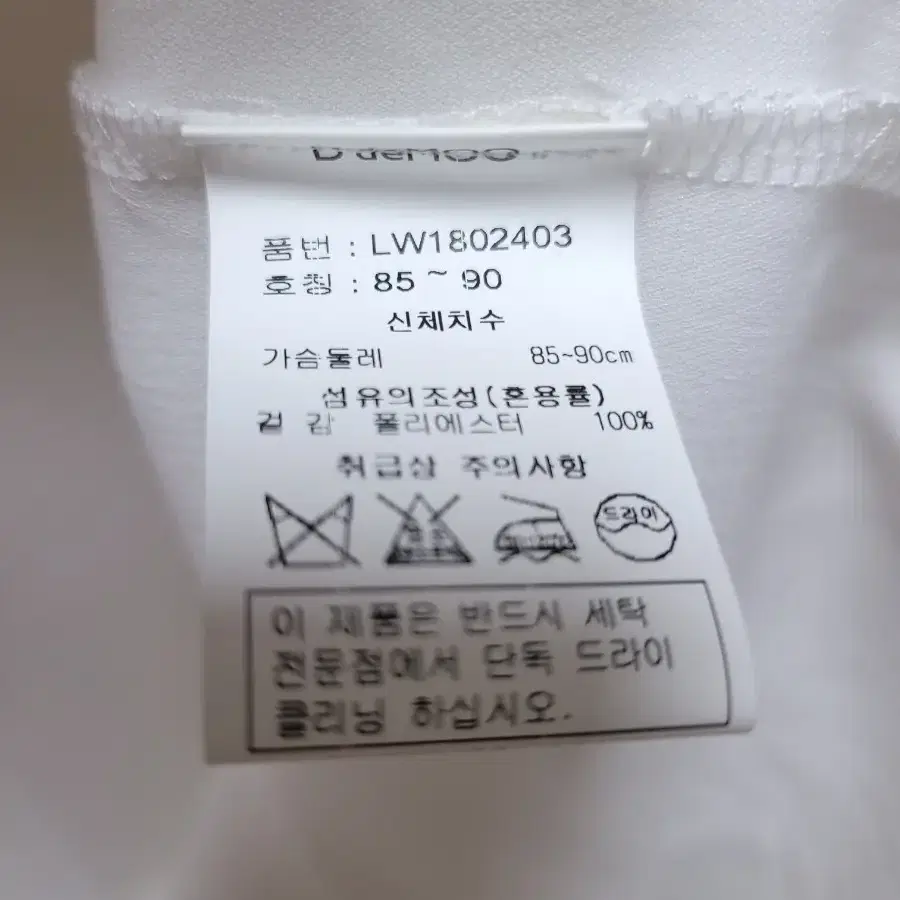 D'deMOO
품번 : LW1802403
호칭 : 85 ~ 90
신체치수
가슴둘레 85~90cm
섬유의조성(혼용률)
겉 감 폴리에스터 100%
취급상 주의사항
드라이
이 제품은 반드시 세탁
전문점에서 단독 드라이
클리닝 하십시오.